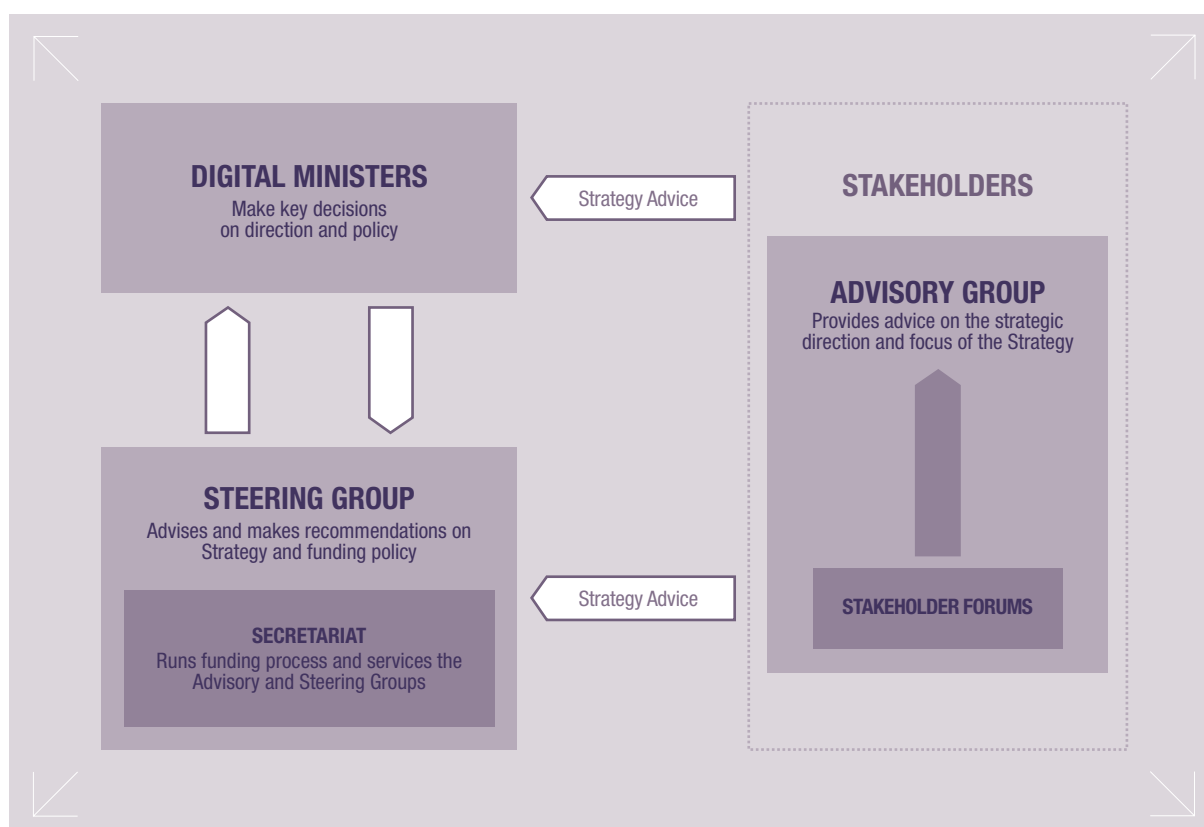 DIGITAL MINISTERS
Make key decisions
on direction and policy
Strategy Advice
STAKEHOLDERS
ADVISORY GROUP
Provides advice on the strategic
direction and focus of the Strategy
STEERING GROUP
Advises and makes recommendations on
Strategy and funding policy
SECRETARIAT
Runs funding process and services the
Advisory and Steering Groups
Strategy Advice
STAKEHOLDER FORUMS